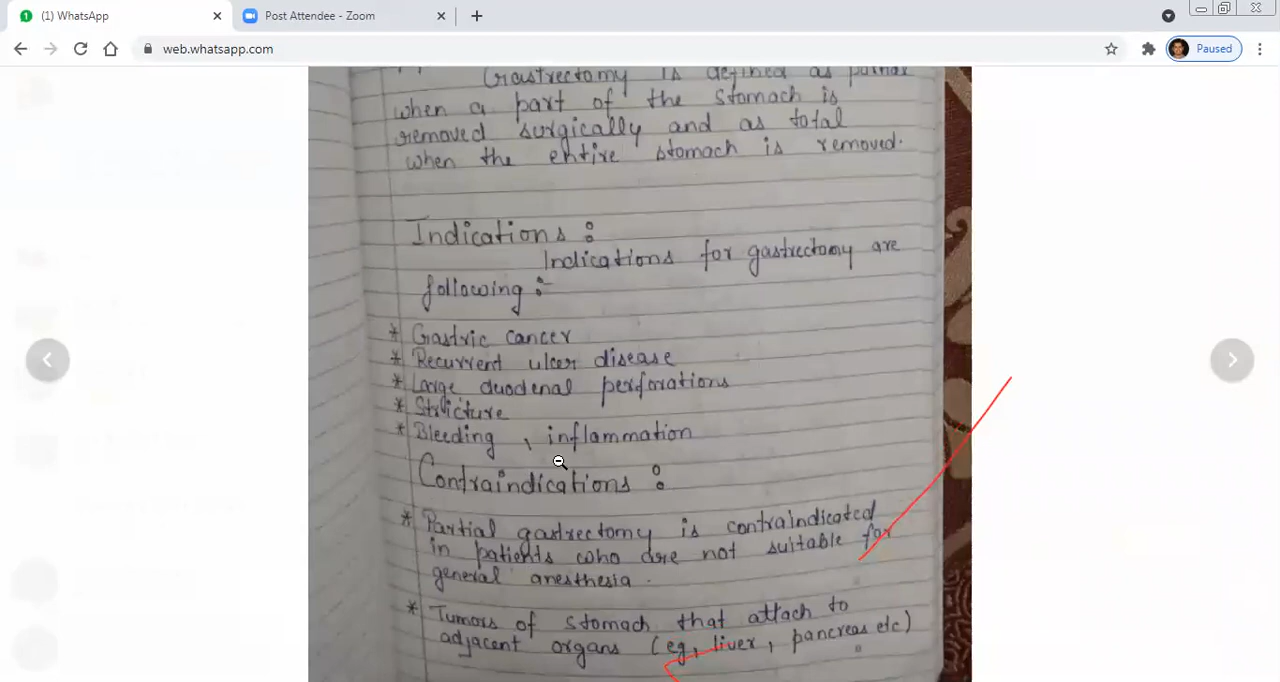 (1) WhatsApp
Post Attendee - Zoom
web.whatsapp.com
Paused
Gastrectomy is defined as partial
when a part of the stomach is
removed surgically and as total
when the entire stomach is removed.
Indications :
Indications for gastrectomy are
following :-
* Gastric cancer
* Recurrent ulcer disease
* Large duodenal perforations
* Stricture
* Bleeding , inflammation
Contraindications :
* Partial gastrectomy is contraindicated
in patients who are not suitable for
general anesthesia .
* Tumors of stomach that attach to
adjacent organs (eg, liver, pancreas etc)